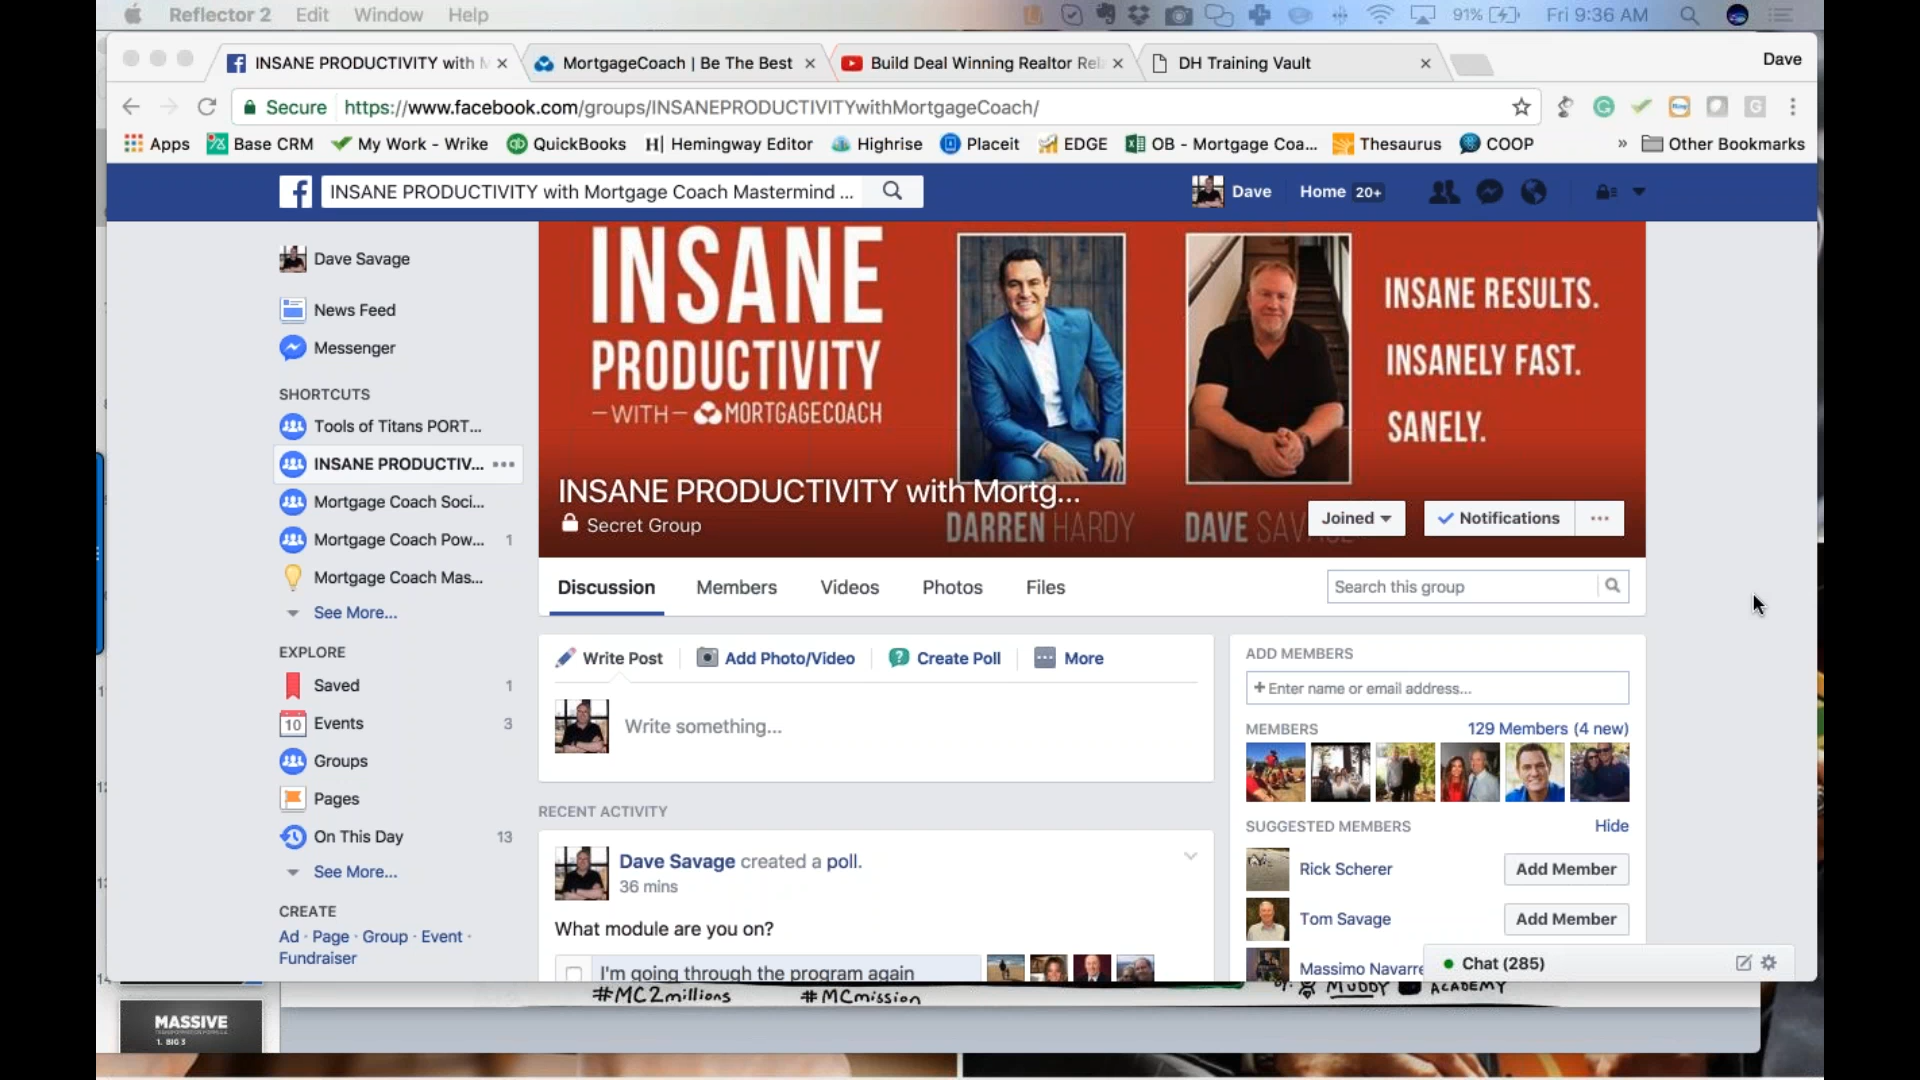 Reflector 2 Edit Window Help 91% Fri 9:36 AM
INSANE PRODUCTIVITY with MortgageCoach | Be The Best Build Deal Winning Realtor Rel DH Training Vault Dave
Secure https://www.facebook.com/groups/INSANEPRODUCTIVITYwithMortgageCoach/
Apps Base CRM My Work - Wrike QuickBooks Hemingway Editor Highrise Placeit EDGE OB - Mortgage Coa... Thesaurus COOP » Other Bookmarks
INSANE PRODUCTIVITY with Mortgage Coach Mastermind ... Dave Home 20+
Dave Savage
News Feed
Messenger
SHORTCUTS
Tools of Titans PORT...
INSANE PRODUCTIV...
Mortgage Coach Soci...
Mortgage Coach Pow... 1
Mortgage Coach Mas...
See More...
EXPLORE
Saved 1
10 Events 3
Groups
Pages
On This Day 13
See More...
CREATE
Ad · Page · Group · Event ·
Fundraiser
INSANE
PRODUCTIVITY
– WITH – MORTGAGECOACH
INSANE RESULTS.
INSANELY FAST.
SANELY.
INSANE PRODUCTIVITY with Mortg...
Secret Group
DARREN HARDY
DAVE
Joined
Notifications
Discussion Members Videos Photos Files
Search this group
Write Post Add Photo/Video Create Poll More
Write something...
RECENT ACTIVITY
Dave Savage created a poll.
36 mins
What module are you on?
I'm going through the program again
ADD MEMBERS
+ Enter name or email address...
MEMBERS 129 Members (4 new)
SUGGESTED MEMBERS Hide
Rick Scherer Add Member
Tom Savage Add Member
Massimo Navarre
Chat (285)
#MC2millions #MCmission
MUDDY ACADEMY
MASSIVE
1. BIG 3